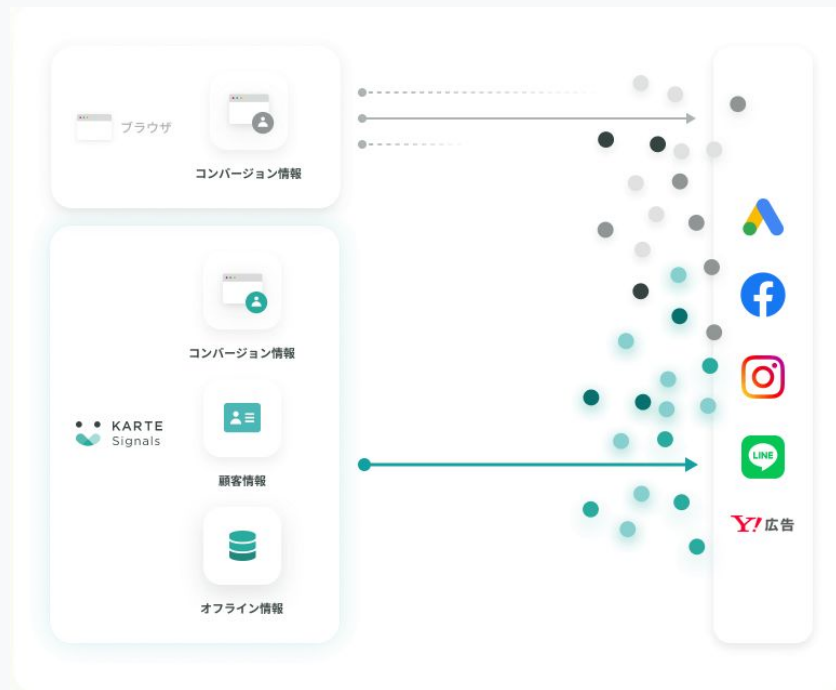 ブラウザ
コンバージョン情報
コンバージョン情報
KARTE
Signals
顧客情報
オフライン情報
LINE
Y!広告